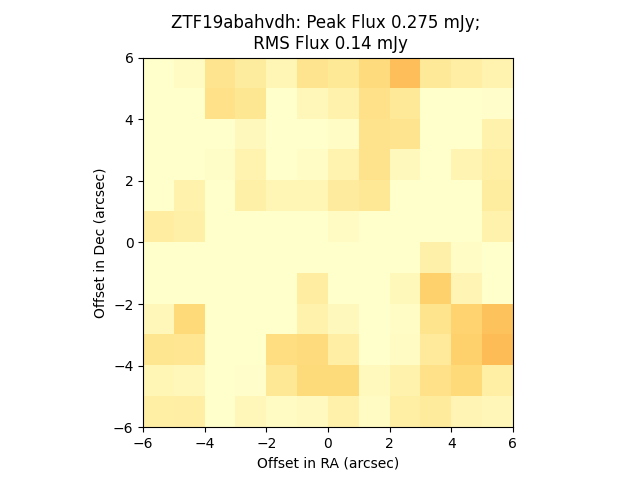 ZTF19abahvdh: Peak Flux 0.275 mJy;
RMS Flux 0.14 mJy
6
4
2
0
−2
−4
−6
Offset in Dec (arcsec)
−6 −4 −2 0 2 4 6
Offset in RA (arcsec)